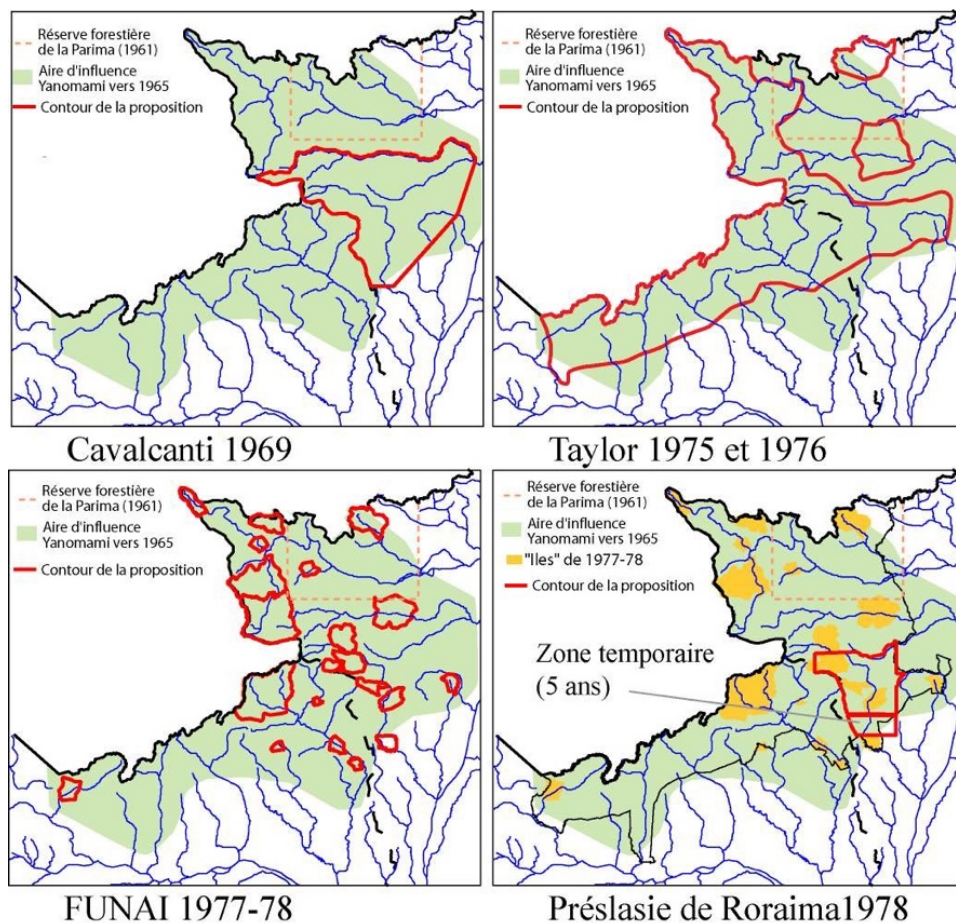 Réserve forestière
de la Parima (1961)
Aire d'influence
Yanomami vers 1965
Contour de la proposition
Cavalcanti 1969
Réserve forestière
de la Parima (1961)
Aire d'influence
Yanomami vers 1965
Contour de la proposition
Taylor 1975 et 1976
Réserve forestière
de la Parima (1961)
Aire d'influence
Yanomami vers 1965
Contour de la proposition
FUNAI 1977-78
Réserve forestière
de la Parima (1961)
Aire d'influence
Yanomami vers 1965
"Iles" de 1977-78
Contour de la proposition
Zone temporaire
(5 ans)
Préslasie de Roraima1978